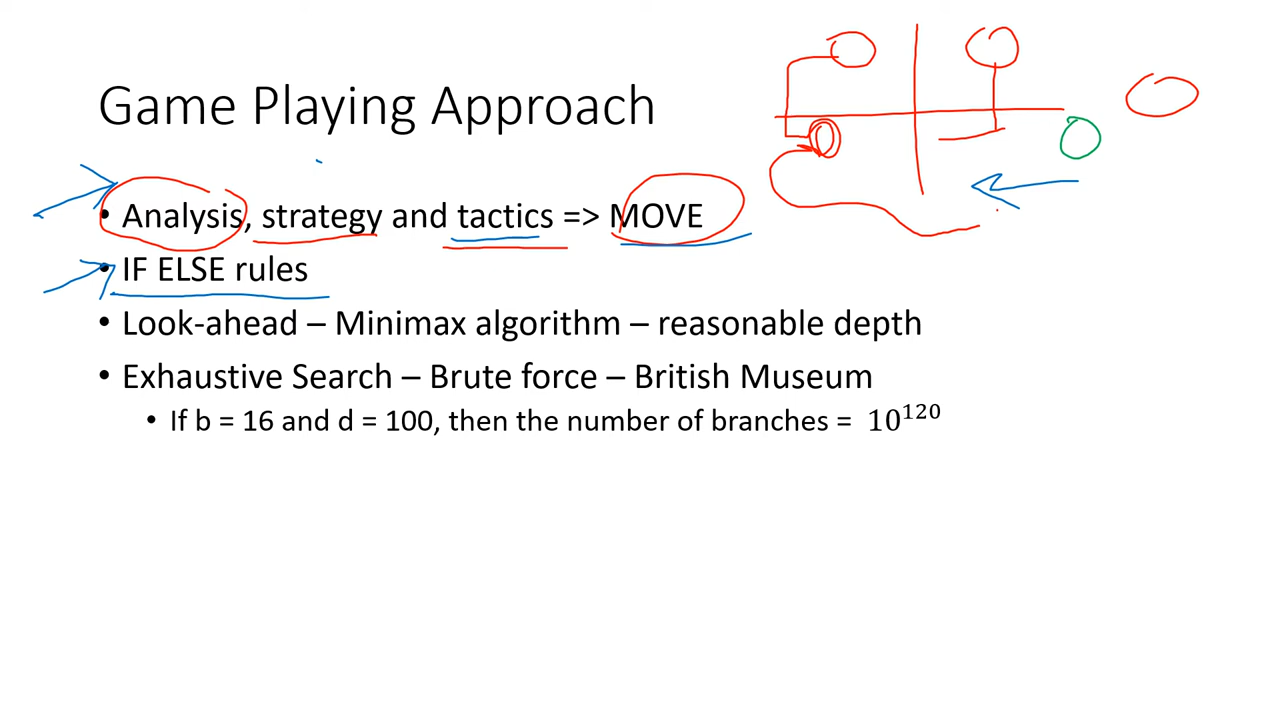 Game Playing Approach
• Analysis, strategy and tactics => MOVE
• IF ELSE rules
• Look-ahead – Minimax algorithm – reasonable depth
• Exhaustive Search – Brute force – British Museum
• If b = 16 and d = 100, then the number of branches = 10¹²⁰